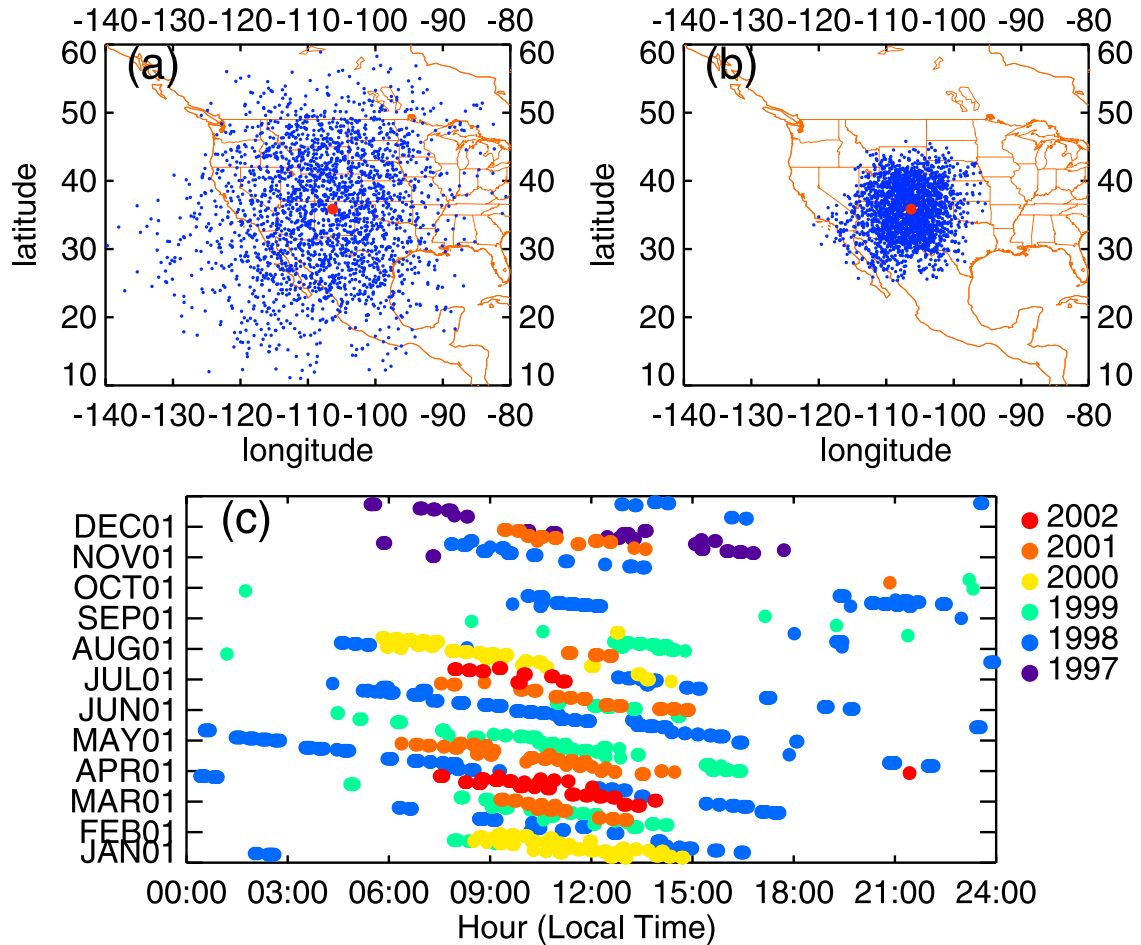 -140 -130 -120 -110 -100 -90 -80
-140 -130 -120 -110 -100 -90 -80
(a)
(b)
60 60
50 50
40 40
30 30
20 20
10 10
60 60
50 50
40 40
30 30
20 20
10 10
latitude
latitude
-140 -130 -120 -110 -100 -90 -80
-140 -130 -120 -110 -100 -90 -80
longitude
longitude
(c)
DEC01
NOV01
OCT01
SEP01
AUG01
JUL01
JUN01
MAY01
APR01
MAR01
FEB01
JAN01
2002
2001
2000
1999
1998
1997
00:00 03:00 06:00 09:00 12:00 15:00 18:00 21:00 24:00
Hour (Local Time)